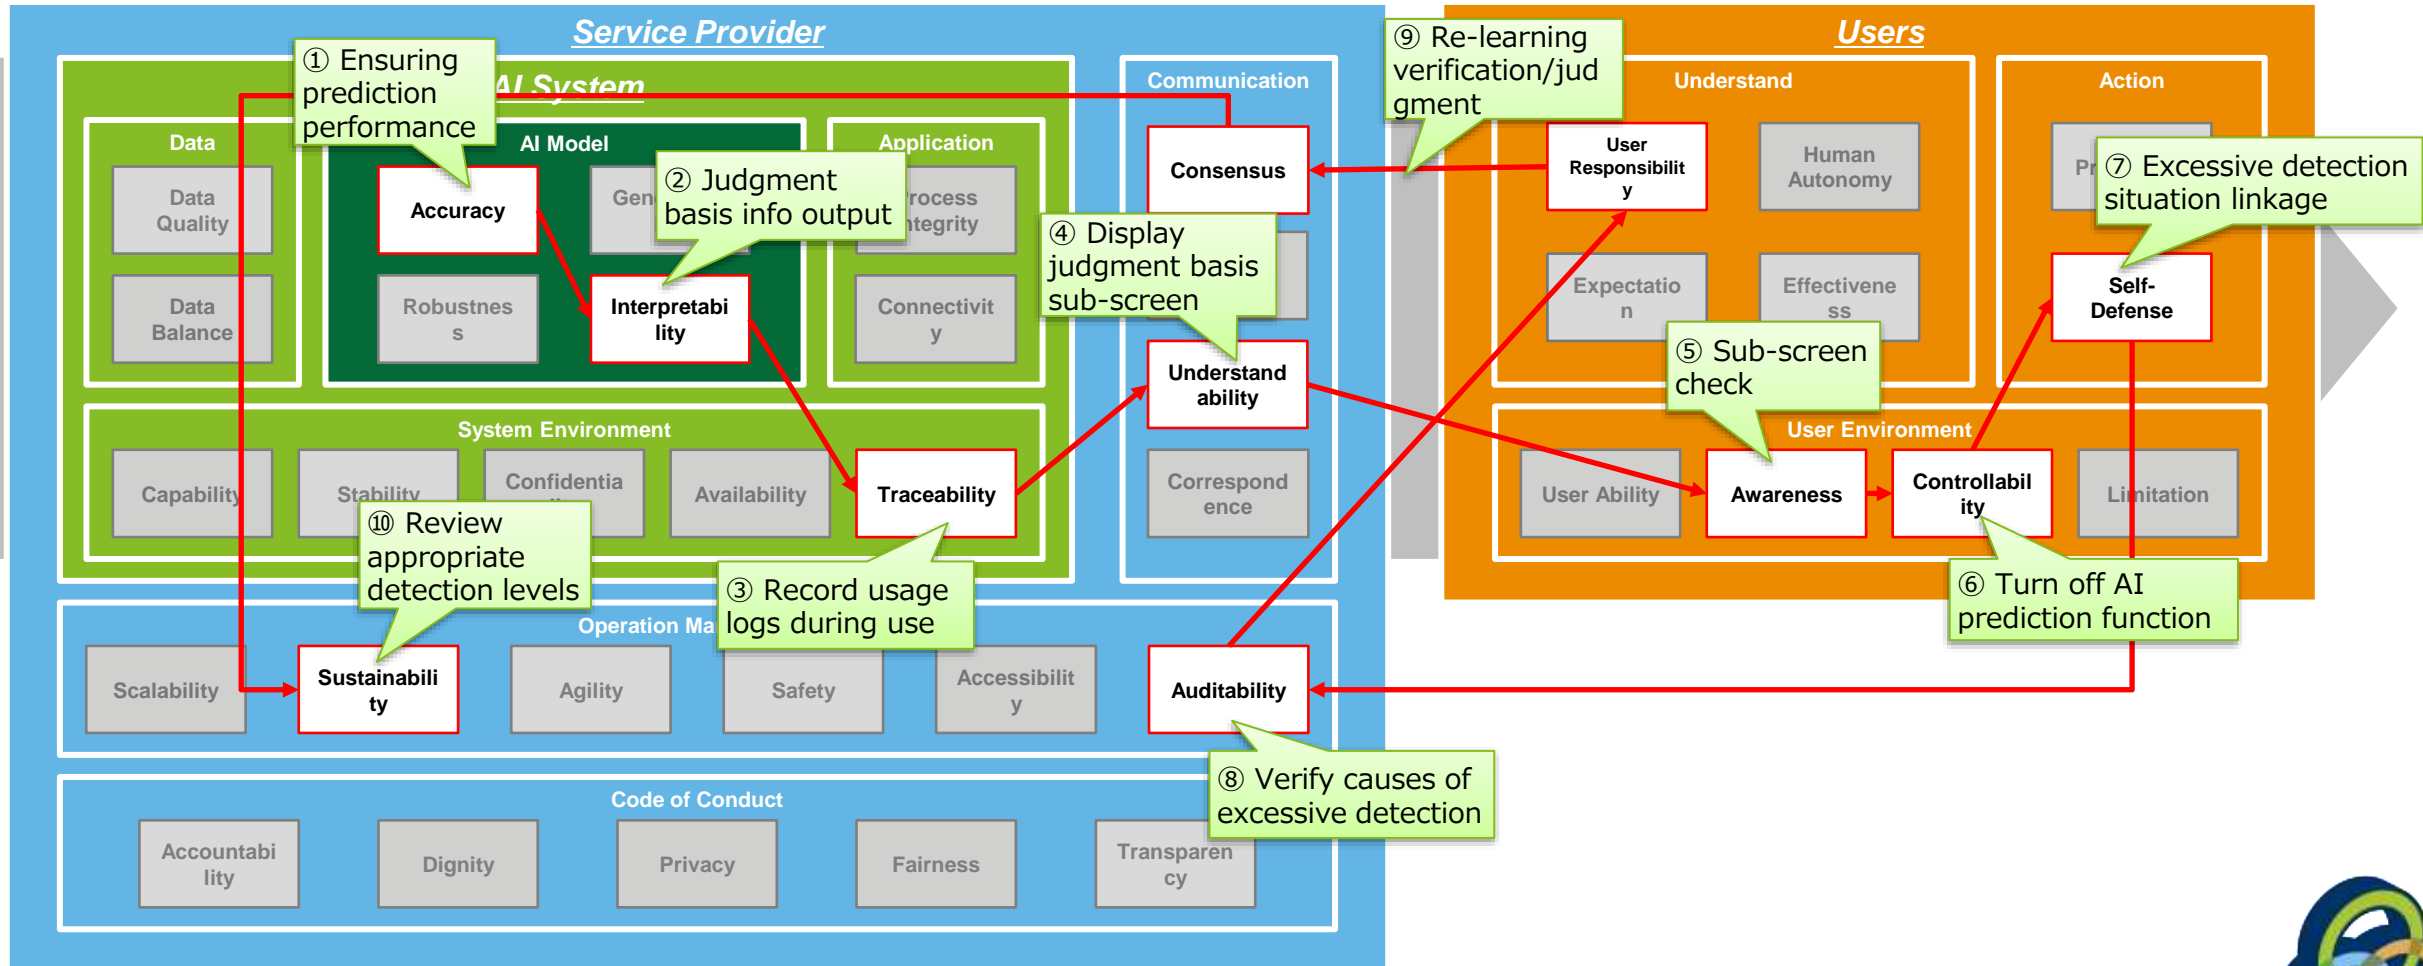 Service Provider
Users
① Ensuring
prediction
performance
AI System
Communication
⑨ Re-learning
verification/jud
gment
Understand
Action
Data
AI Model
Application
Data
Quality
Accuracy
② Judgment
basis info output
Process
Consensus
User
Responsibilit
y
Human
Autonomy
⑦ Excessive detection
situation linkage
Data
Balance
Robustnes
s
Interpretabi
lity
Connectivit
y
④ Display
judgment basis
sub-screen
Understand
ability
Expectatio
n
Effectivene
ss
Self-
Defense
⑤ Sub-screen
check
System Environment
User Environment
Capability
Stability
Confidentia
Availability
Traceability
Correspond
ence
User Ability
Awareness
Controllabil
ity
Limitation
⑩ Review
appropriate
detection levels
③ Record usage
logs during use
⑥ Turn off AI
prediction function
Operation
Scalability
Sustainabili
ty
Agility
Safety
Accessibilit
y
Auditability
⑧ Verify causes of
excessive detection
Code of Conduct
Accountabi
lity
Dignity
Privacy
Fairness
Transparen
cy